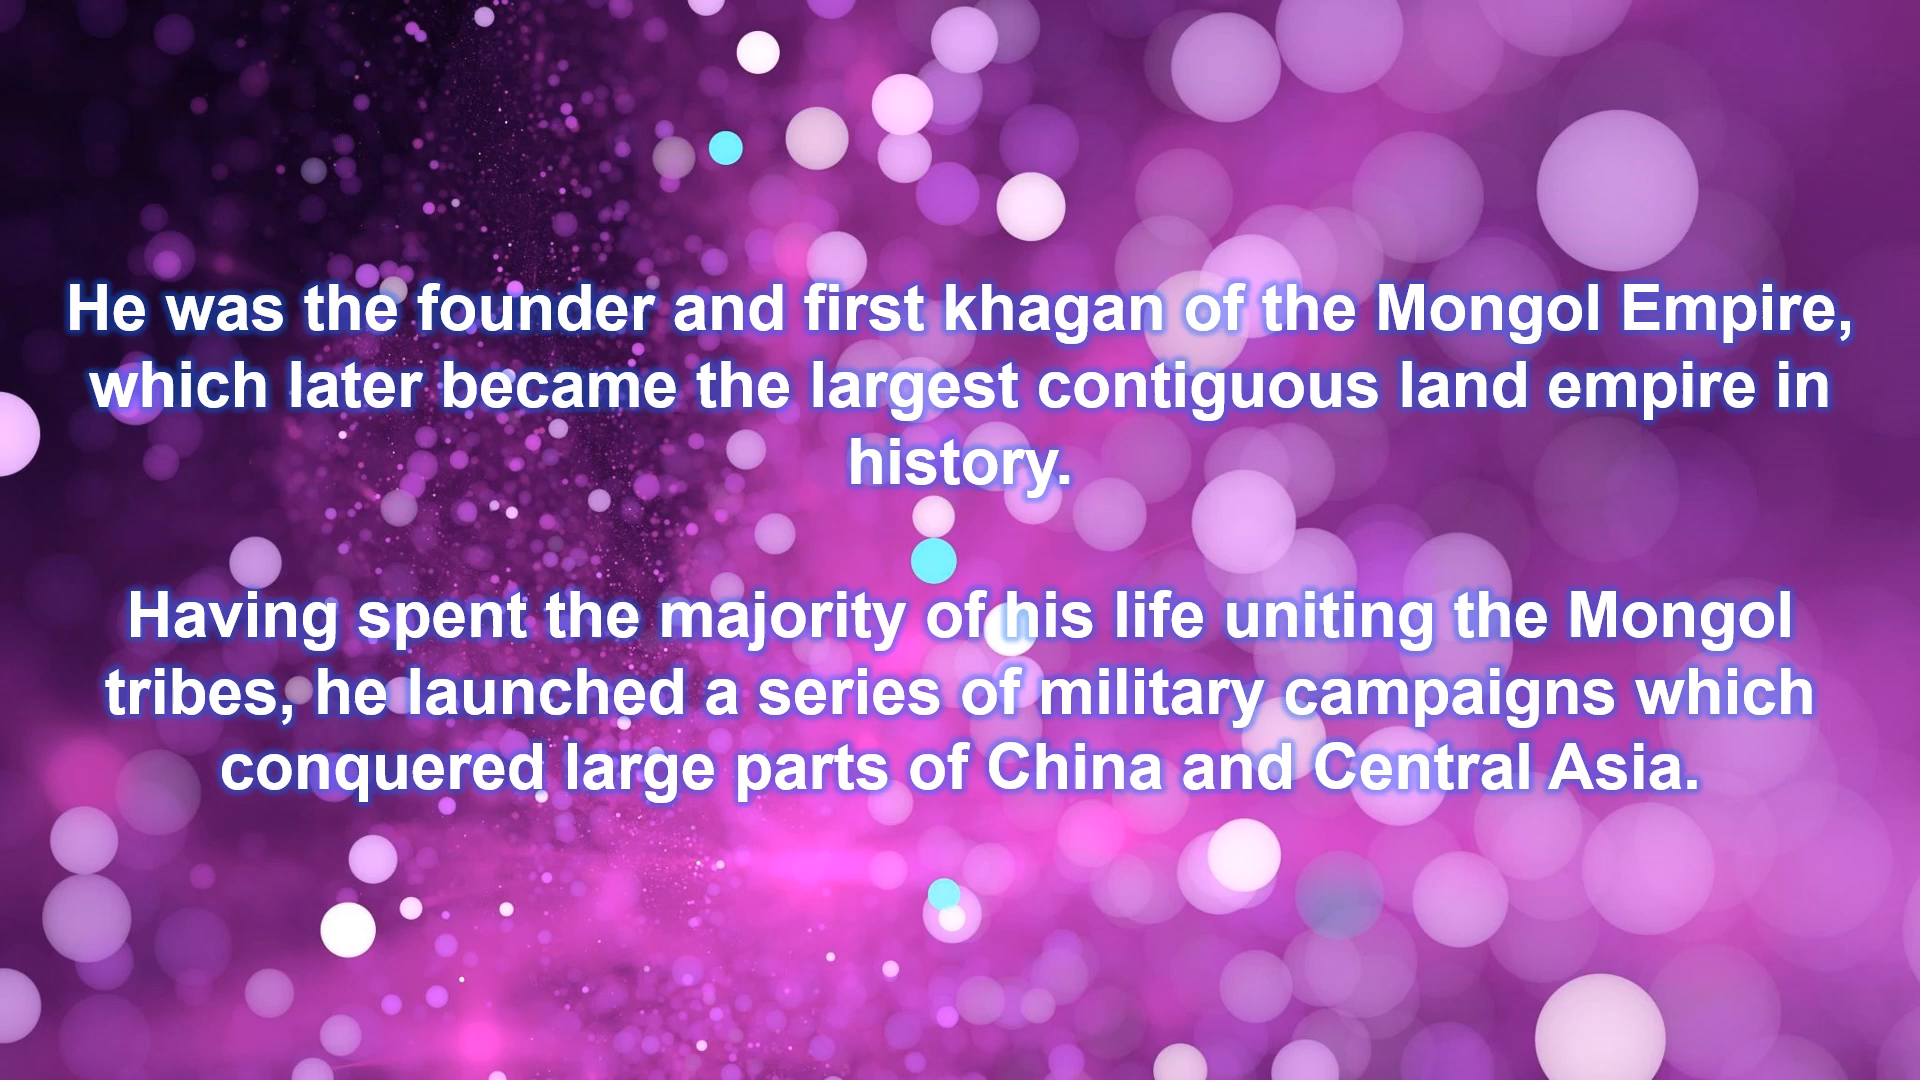 He was the founder and first khagan of the Mongol Empire,
which later became the largest contiguous land empire in
history.
Having spent the majority of his life uniting the Mongol
tribes, he launched a series of military campaigns which
conquered large parts of China and Central Asia.